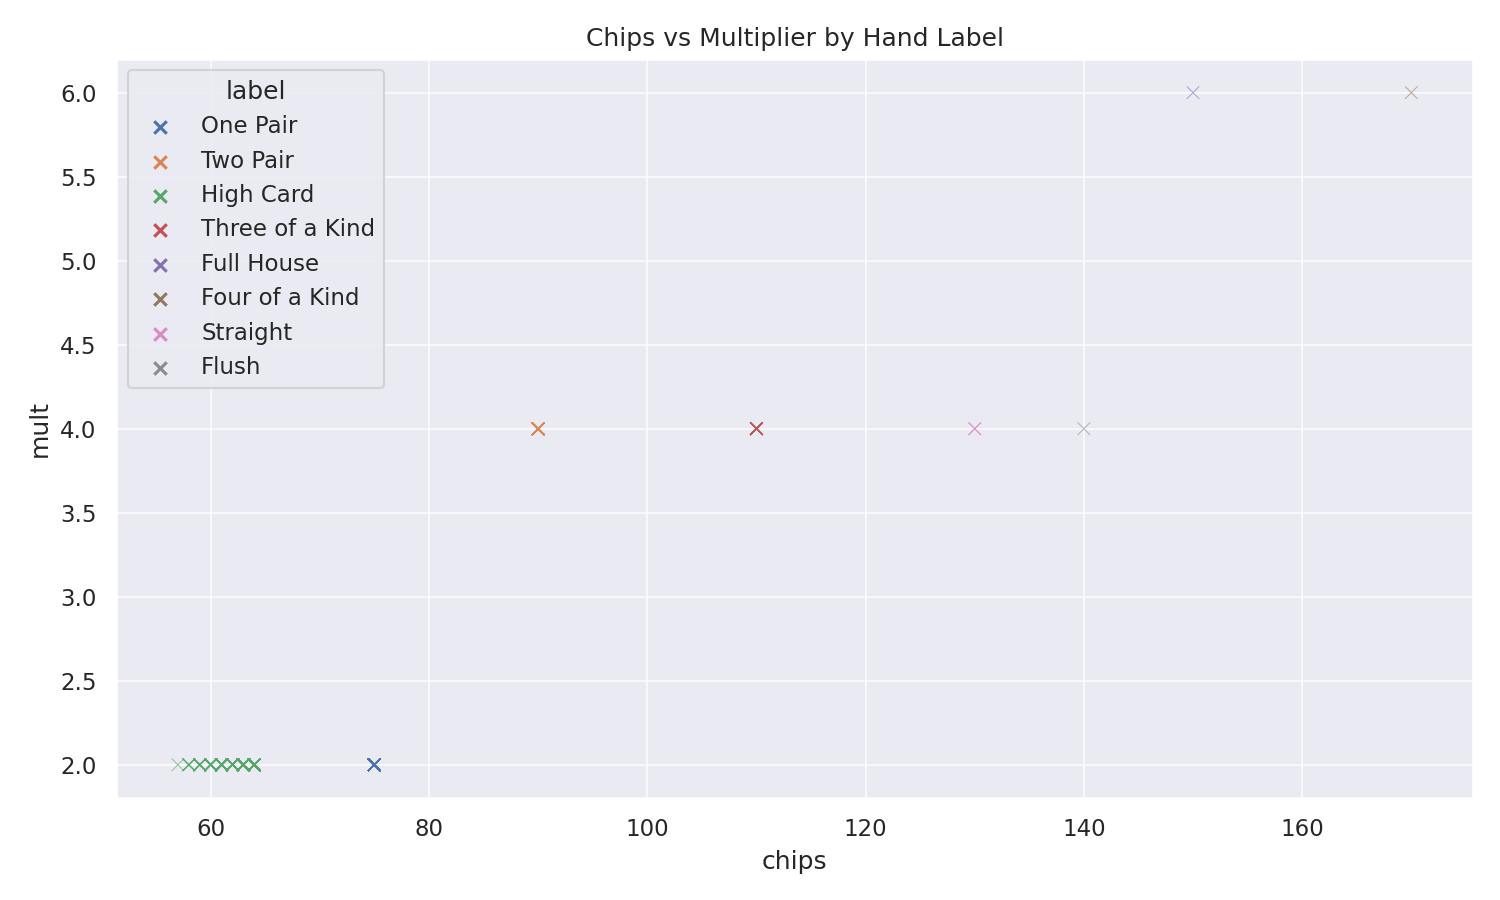 Chips vs Multiplier by Hand Label
label
One Pair
Two Pair
High Card
Three of a Kind
Full House
Four of a Kind
Straight
Flush
6.0
5.5
5.0
4.5
4.0
3.5
3.0
2.5
2.0
mult
60 80 100 120 140 160
chips